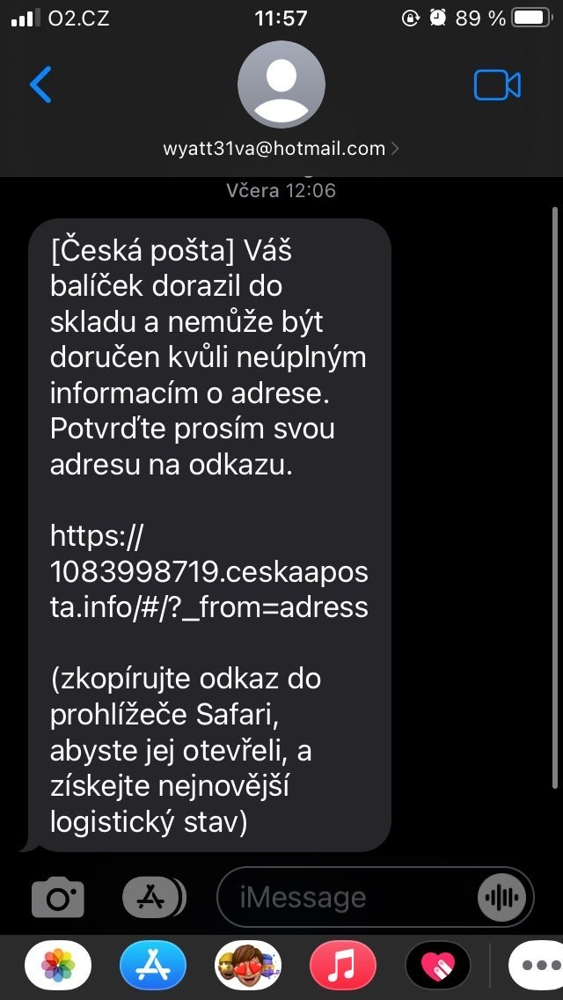 O2.CZ 11:57 89 %
wyatt31va@hotmail.com
Včera 12:06
[Česká pošta] Váš
balíček dorazil do
skladu a nemůže být
doručen kvůli neúplným
informacím o adrese.
Potvrďte prosím svou
adresu na odkazu.
https://
1083998719.ceskaapos
ta.info/#/?_from=adress
(zkopírujte odkaz do
prohlížeče Safari,
abyste jej otevřeli, a
získejte nejnovější
logistický stav)
iMessage